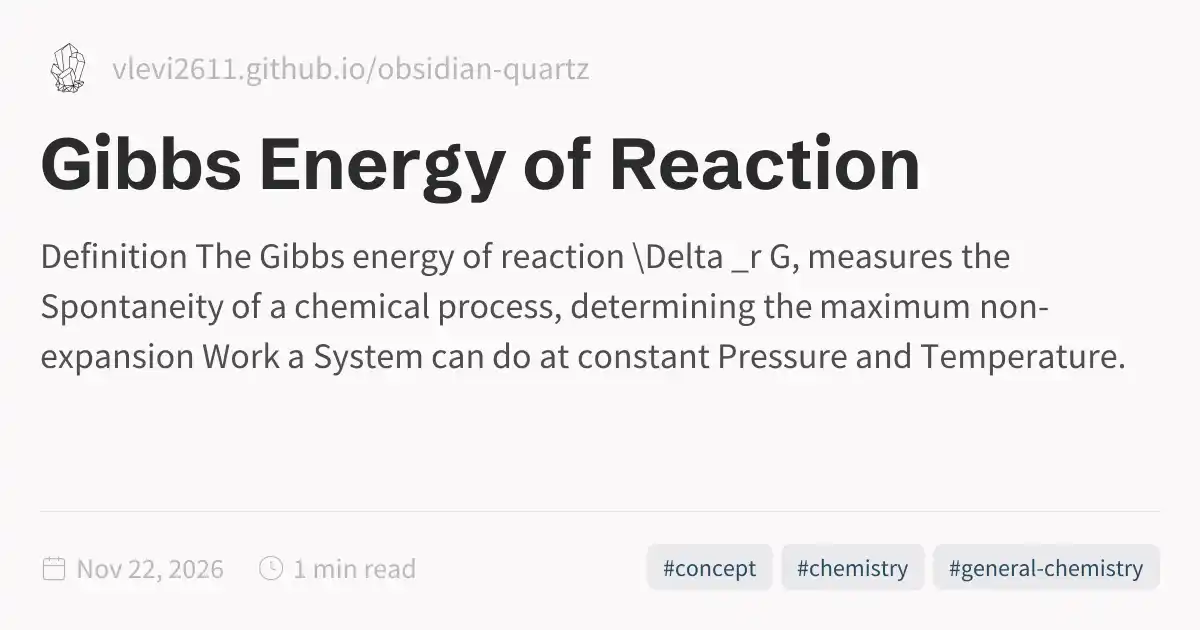 vlevi2611.github.io/obsidian-quartz
Gibbs Energy of Reaction
Definition The Gibbs energy of reaction \Delta _r G, measures the
Spontaneity of a chemical process, determining the maximum non-
expansion Work a System can do at constant Pressure and Temperature.
Nov 22, 2026 1 min read #concept #chemistry #general-chemistry